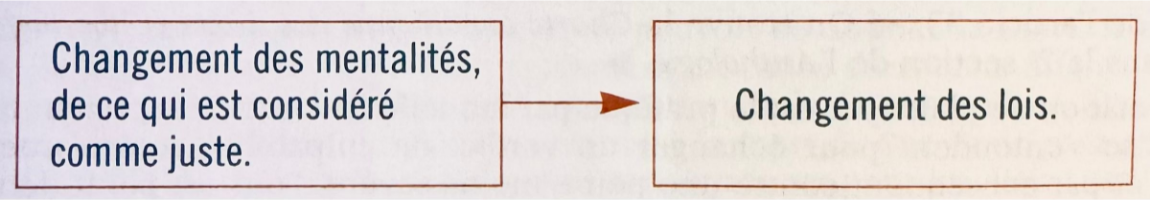 Changement des mentalités,
de ce qui est considéré
comme juste.
Changement des lois.